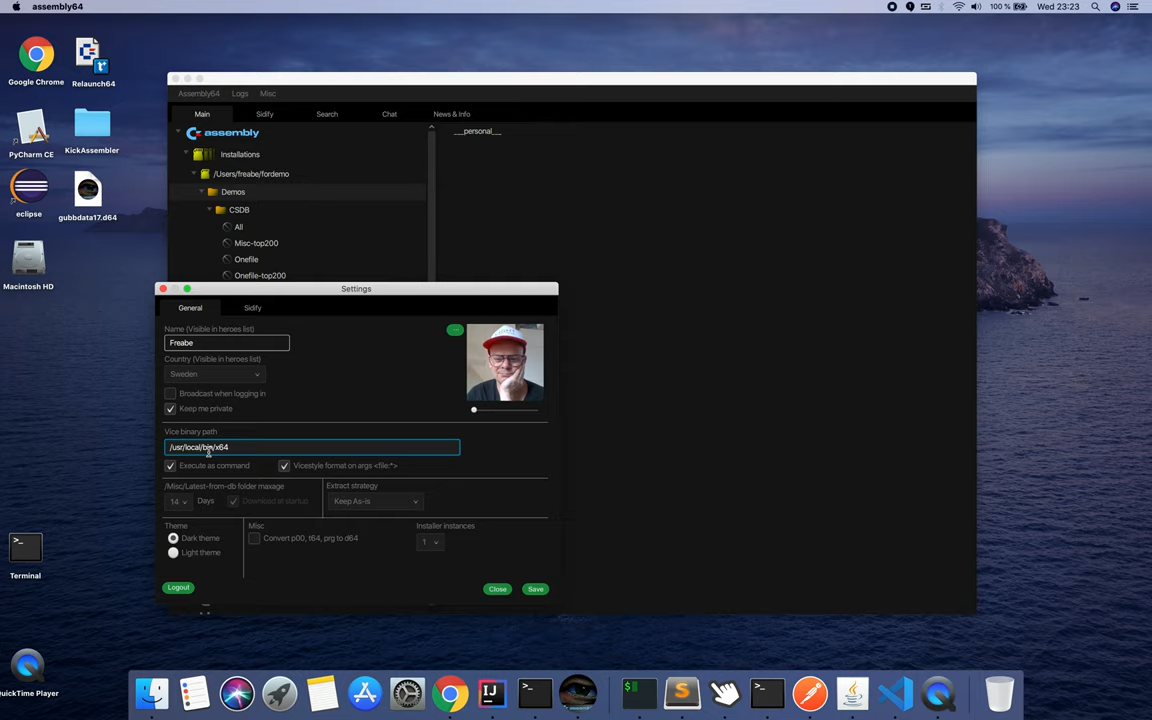 assembly64
100 %
Wed 23:23
Google Chrome
Relaunch64
PyCharm CE
KickAssembler
eclipse
gubbdata17.d64
Macintosh HD
Terminal
QuickTime Player
Assembly64 Logs Misc
Main Sidify Search Chat News & Info
assembly
___personal___
Installations
/Users/freabe/fordemo
Demos
CSDB
All
Misc-top200
Onefile
Onefile-top200
Settings
General Sidify
Name (Visible in heroes list)
Freabe
Country (Visible in heroes list)
Sweden
Broadcast when logging in
Keep me private
Vice binary path
/usr/local/bin/x64
Execute as command Vicestyle format on args <file:*>
/Misc/Latest-from-db folder maxage Extract strategy
14 Days Download at startup Keep As-is
Theme Misc Installer instances
Dark theme Convert p00, t64, prg to d64 1
Light theme
Logout Close Save